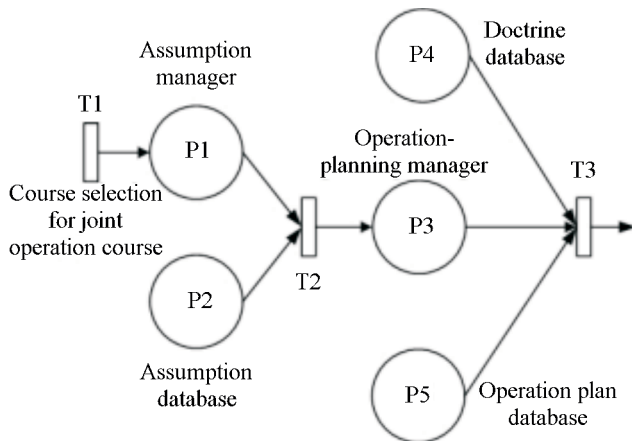 Assumption
manager
T1
P1
Course selection
for joint
operation course
P2
Assumption
database
T2
Operation-
planning manager
P3
P4
Doctrine
database
T3
P5
Operation plan
database